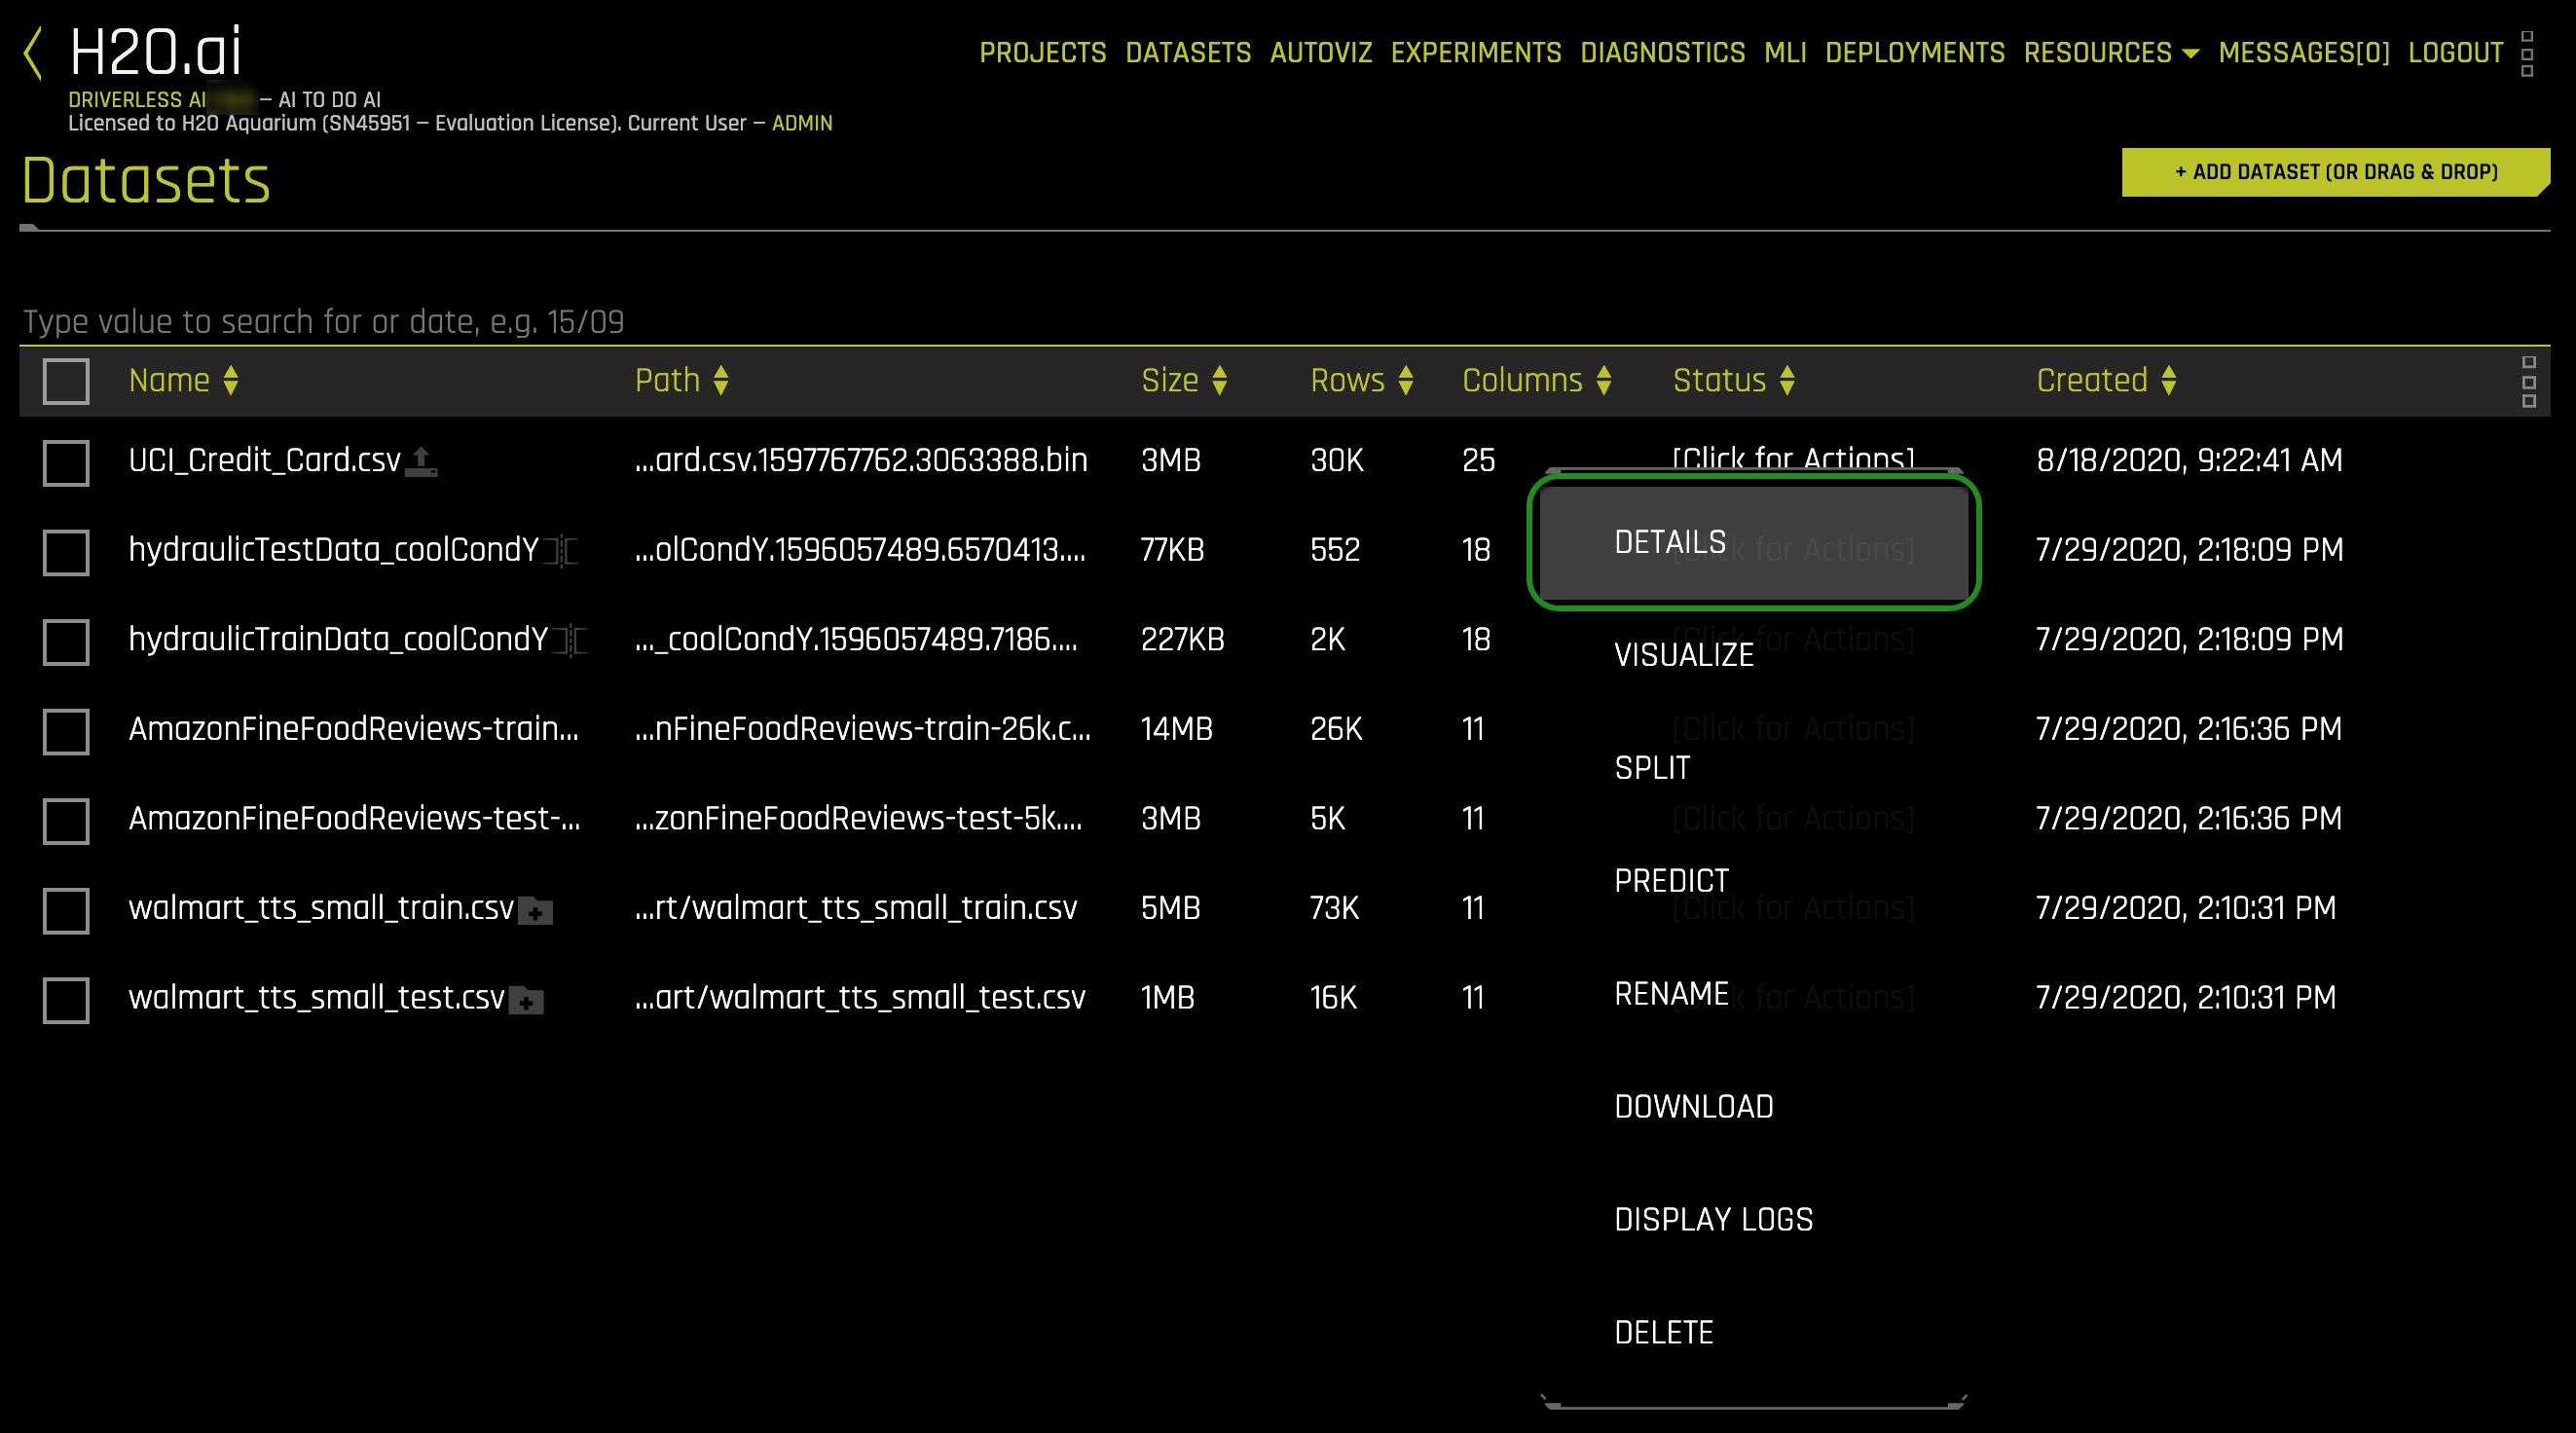 H2O.ai
PROJECTS DATASETS AUTOVIZ EXPERIMENTS DIAGNOSTICS MLI DEPLOYMENTS RESOURCES MESSAGES[0] LOGOUT
DRIVERLESS AI — AI TO DO AI
Licensed to H2O Aquarium (SN45951 — Evaluation License). Current User — ADMIN
Datasets
+ ADD DATASET (OR DRAG & DROP)
Type value to search for or date, e.g. 15/09
Name Path Size Rows Columns Status Created
UCI_Credit_Card.csv ...ard.csv.1597767762.3063388.bin 3MB 30K 25 [Click for Actions] 8/18/2020, 9:22:41 AM
hydraulicTestData_coolCondY ...olCondY.1596057489.6570413.... 77KB 552 18 [Click for Actions] 7/29/2020, 2:18:09 PM
hydraulicTrainData_coolCondY ..._coolCondY.1596057489.7186.... 227KB 2K 18 [Click for Actions] 7/29/2020, 2:18:09 PM
AmazonFineFoodReviews-train... ...nFineFoodReviews-train-26k.c... 14MB 26K 11 [Click for Actions] 7/29/2020, 2:16:36 PM
AmazonFineFoodReviews-test-... ...zonFineFoodReviews-test-5k.... 3MB 5K 11 [Click for Actions] 7/29/2020, 2:16:36 PM
walmart_tts_small_train.csv ...rt/walmart_tts_small_train.csv 5MB 73K 11 [Click for Actions] 7/29/2020, 2:10:31 PM
walmart_tts_small_test.csv ...art/walmart_tts_small_test.csv 1MB 16K 11 [Click for Actions] 7/29/2020, 2:10:31 PM
DETAILS
VISUALIZE
SPLIT
PREDICT
RENAME
DOWNLOAD
DISPLAY LOGS
DELETE